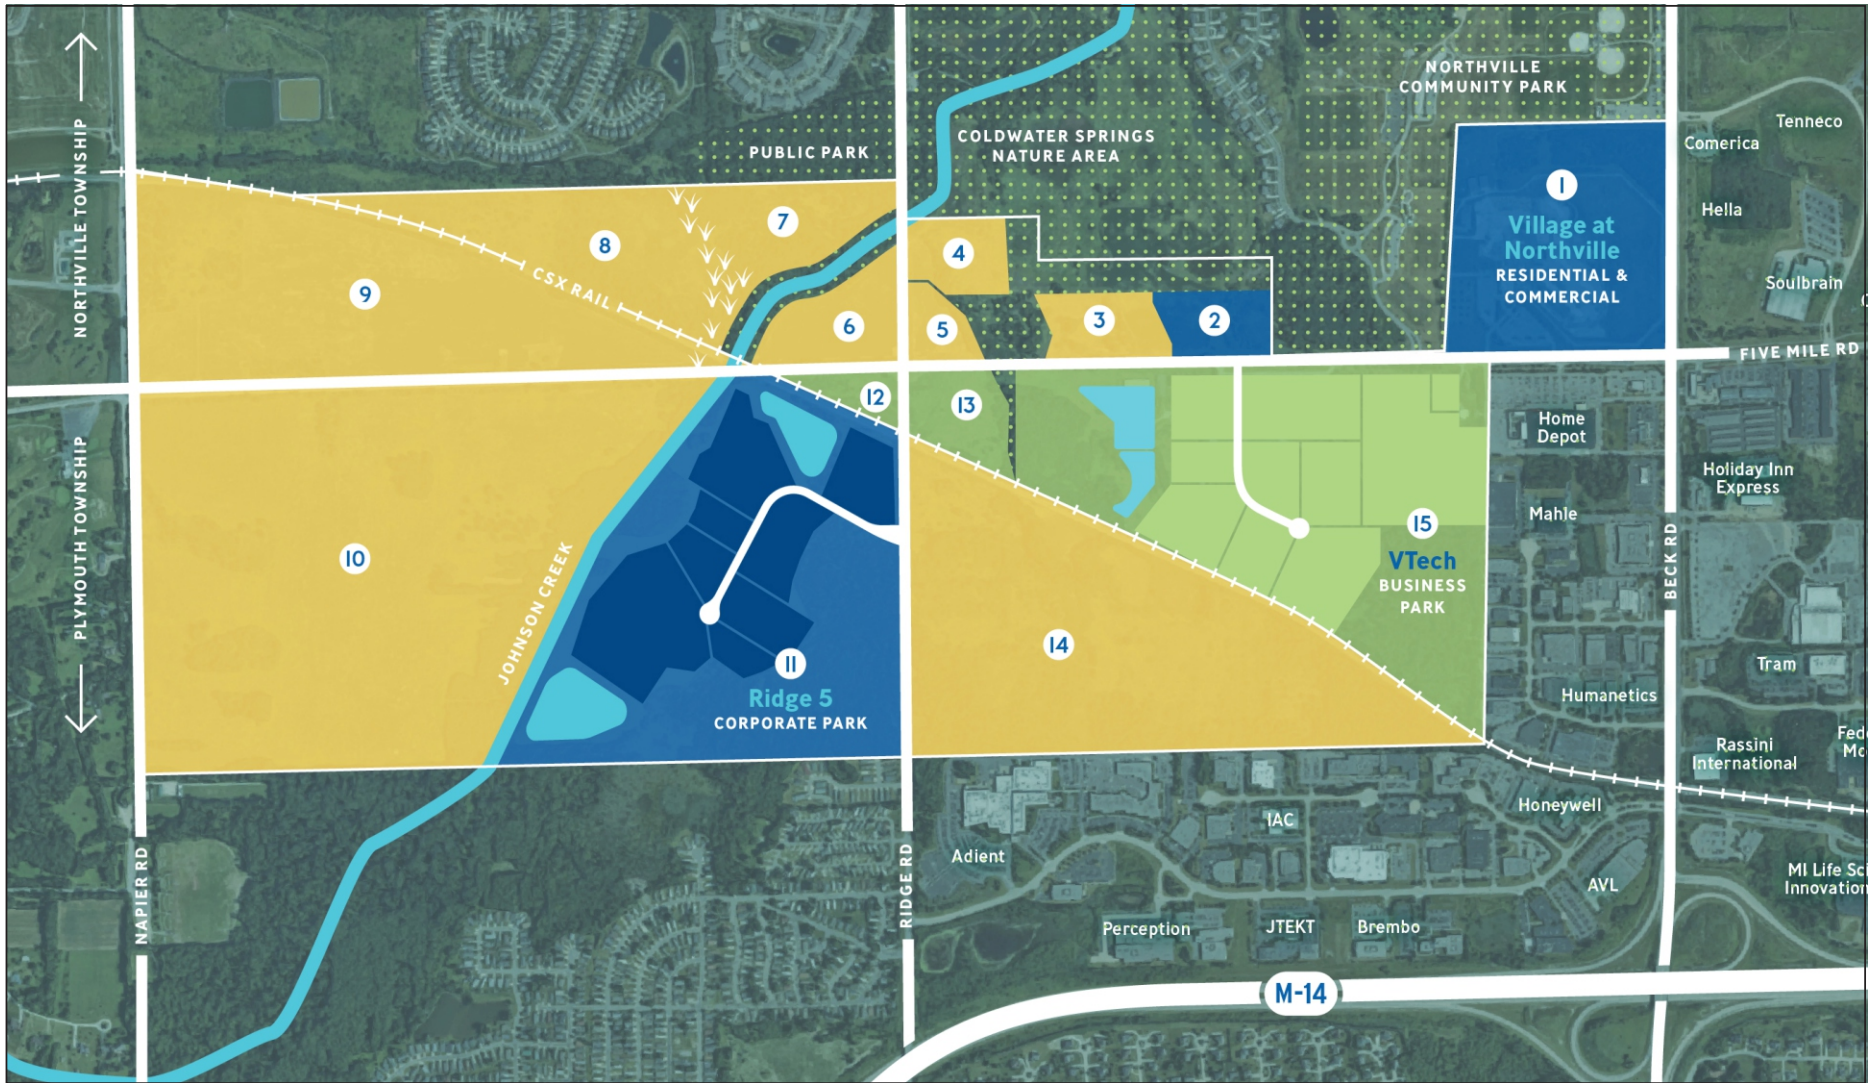 NORTHVILLE TOWNSHIP
PLYMOUTH TOWNSHIP
NORTHVILLE
COMMUNITY PARK
PUBLIC PARK
COLDWATER SPRINGS
NATURE AREA
Comerica
Tenneco
Hella
Soulbrain
1
Village at
Northville
RESIDENTIAL &
COMMERCIAL
7
8
4
9
CSX RAIL
6
5
3
2
FIVE MILE RD
12
13
Home
Depot
Holiday Inn
Express
Mahle
10
JOHNSON CREEK
15
VTech
BUSINESS
PARK
BECK RD
14
11
Ridge 5
CORPORATE PARK
Tram
Humanetics
Rassini
International
Honeywell
IAC
Adient
NAPIER RD
RIDGE RD
AVL
MI Life
Perception
JTEKT
Brembo
M-14